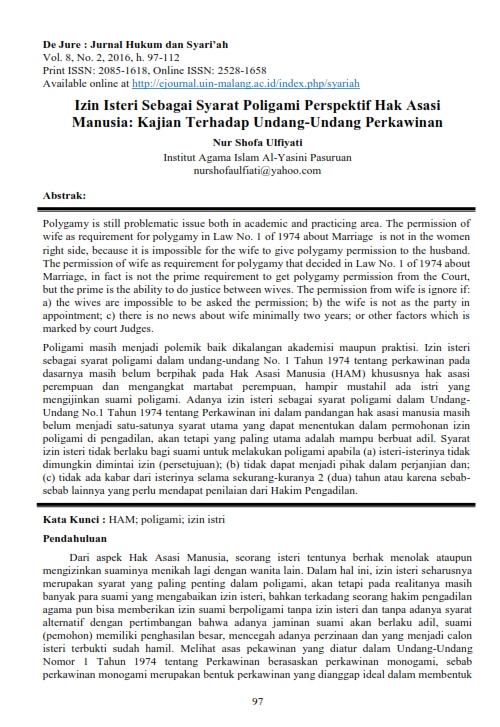 De Jure : Jurnal Hukum dan Syari'ah
Vol. 8, No. 2, 2016, h. 97-112
Print ISSN: 2085-1618, Online ISSN: 2528-1658
Available online at http://ejournal.uin-malang.ac.id/index.php/syariah
Izin Isteri Sebagai Syarat Poligami Perspektif Hak Asasi
Manusia: Kajian Terhadap Undang-Undang Perkawinan
Nur Shofa Ulfiyati
Institut Agama Islam Al-Yasini Pasuruan
nurshofaulfiati@yahoo.com
Abstrak:
Polygamy is still problematic issue both in academic and practicing area. The permission of
wife as requirement for polygamy in Law No. 1 of 1974 about Marriage is not in the women
right side, because it is impossible for the wife to give polygamy permission to the husband.
The permission of wife as requirement for polygamy that decided in Law No. 1 of 1974 about
Marriage, in fact is not the prime requirement to get polygamy permission from the Court,
but the prime is the ability to do justice between wives. The permission from wife is ignore if:
a) the wives are impossible to be asked the permission; b) the wife is not as the party in
appointment; c) there is no news about wife minimally two years; or other factors which is
marked by court Judges.
Poligami masih menjadi polemik baik dikalangan akademisi maupun praktisi. Izin isteri
sebagai syarat poligami dalam undang-undang No. 1 Tahun 1974 tentang perkawinan pada
dasarnya masih belum berpihak pada Hak Asasi Manusia (HAM) khususnya hak asasi
perempuan dan mengangkat martabat perempuan, hampir mustahil ada istri yang
mengijinkan suami poligami. Adanya izin isteri sebagai syarat poligami dalam Undang-
Undang No.1 Tahun 1974 tentang Perkawinan ini dalam pandangan hak asasi manusia masih
belum menjadi satu-satunya syarat utama yang dapat menentukan dalam permohonan izin
poligami di pengadilan, akan tetapi yang paling utama adalah mampu berbuat adil. Syarat
izin isteri tidak berlaku bagi suami untuk melakukan poligami apabila (a) isteri-isterinya tidak
dimungkin dimintai izin (persetujuan); (b) tidak dapat menjadi pihak dalam perjanjian dan;
(c) tidak ada kabar dari isterinya selama sekurang-kuranya 2 (dua) tahun atau karena sebab-
sebab lainnya yang perlu mendapat penilaian dari Hakim Pengadilan.
Kata Kunci : HAM; poligami; izin istri
Pendahuluan
Dari aspek Hak Asasi Manusia, seorang isteri tentunya berhak menolak ataupun
mengizinkan suaminya menikah lagi dengan wanita lain. Dalam hal ini, izin isteri seharusnya
merupakan syarat yang paling penting dalam poligami, akan tetapi pada realitanya masih
banyak para suami yang mengabaikan izin isteri, bahkan terkadang seorang hakim pengadilan
agama pun bisa memberikan izin suami berpoligami tanpa izin isteri dan tanpa adanya syarat
alternatif dengan pertimbangan bahwa adanya jaminan suami akan berlaku adil, suami
(pemohon) memiliki penghasilan besar, mencegah adanya perzinaan dan yang menjadi calon
isteri terbukti sudah hamil. Melihat asas pekawinan yang diatur dalam Undang-Undang
Nomor 1 Tahun 1974 tentang Perkawinan berasaskan perkawinan monogami, sebab
perkawinan monogami merupakan bentuk perkawinan yang dianggap ideal dalam membentuk
97